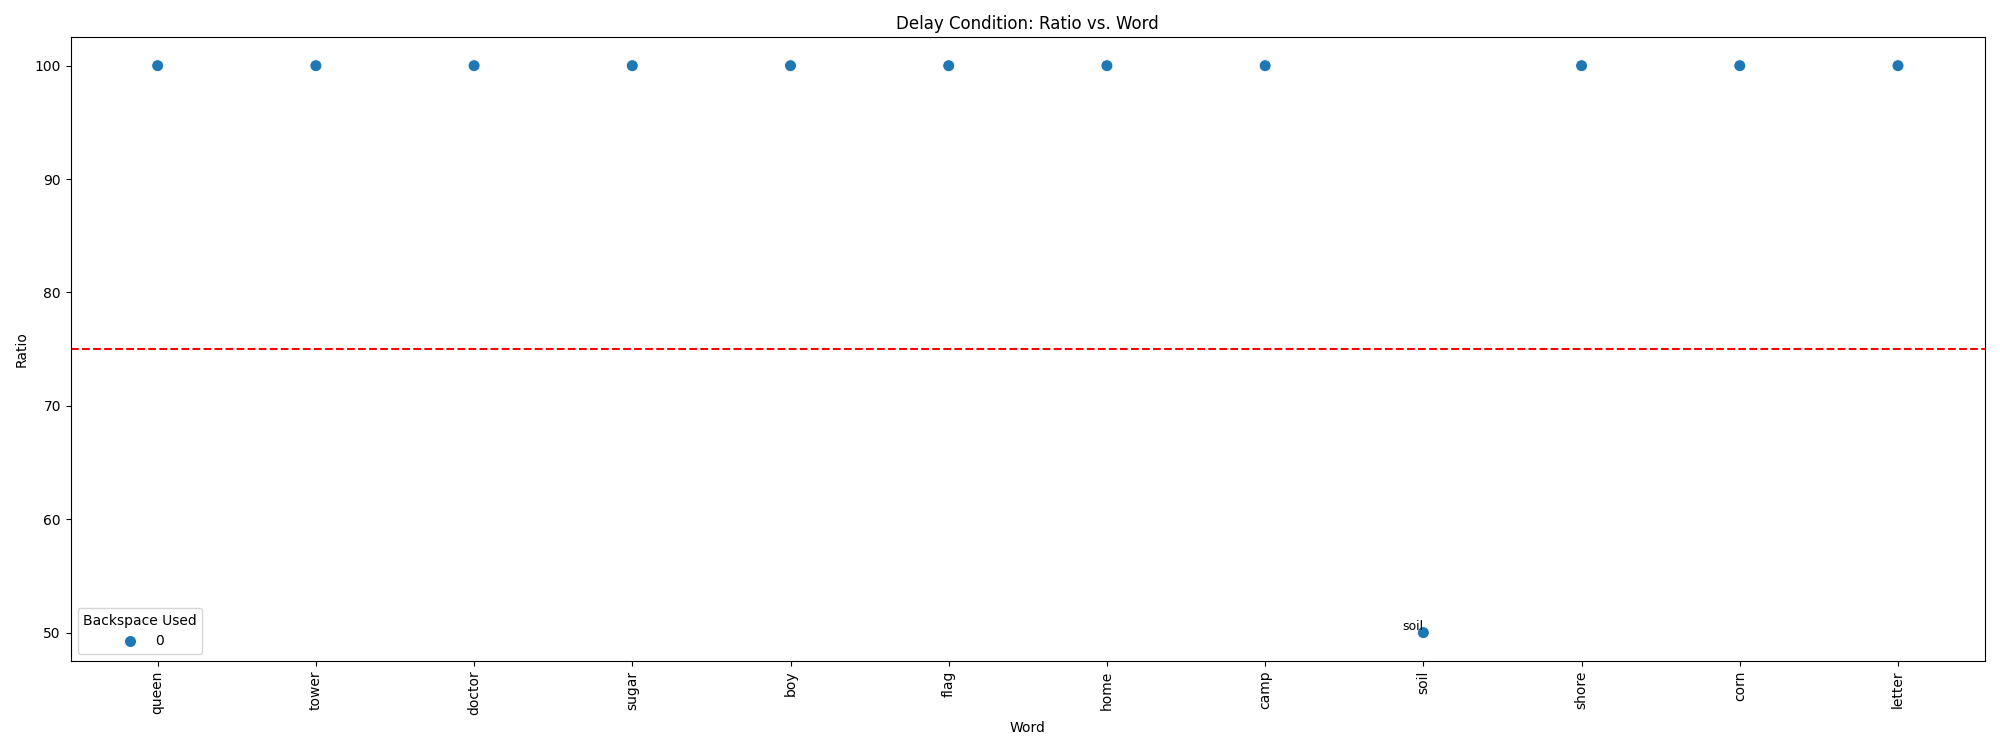 Delay Condition: Ratio vs. Word
Ratio
100
90
80
70
60
50
soil
Backspace Used
0
queen
tower
doctor
sugar
boy
flag
home
camp
soil
shore
corn
letter
Word